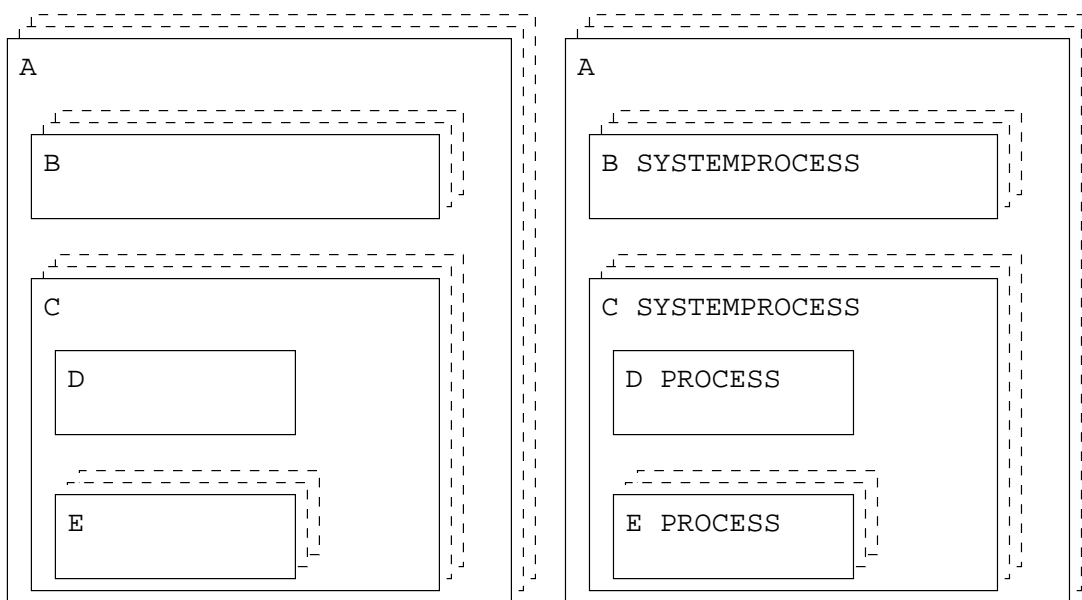 A
B
C
D
E
A
B SYSTEMPROCESS
C SYSTEMPROCESS
D PROCESS
E PROCESS